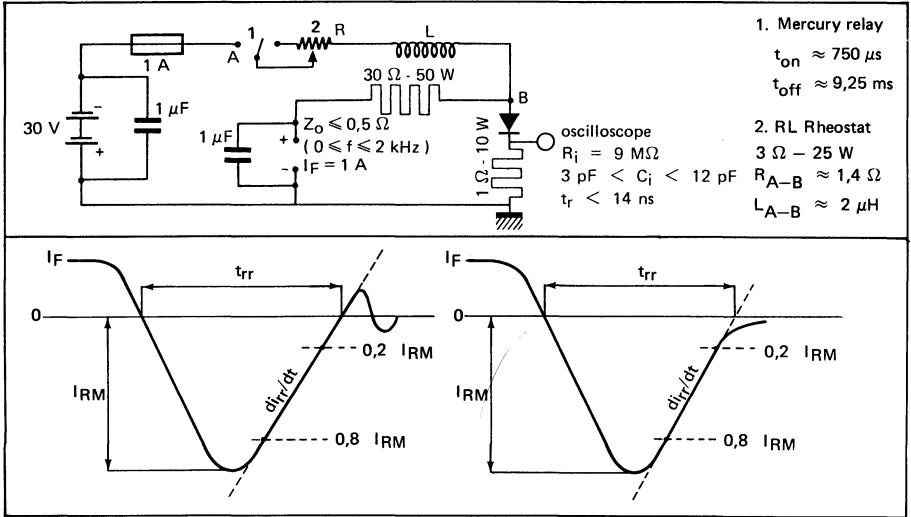 1 A
A
1
2
R
L
30 Ω - 50 W
B
30 V
-
+
1 μF
1 μF
+
-
Z₀ ⩽ 0,5 Ω
( 0 ⩽ f ⩽ 2 kHz )
I_F = 1 A
1 Ω - 10 W
oscilloscope
R_i = 9 MΩ
3 pF < C_i < 12 pF
t_r < 14 ns
1. Mercury relay
t_on ≈ 750 μs
t_off ≈ 9,25 ms
2. RL Rheostat
3 Ω – 25 W
R_A–B ≈ 1,4 Ω
L_A–B ≈ 2 μH
I_F
t_rr
0
0,2 I_RM
I_RM
di_rr/dt
0,8 I_RM
I_F
t_rr
0
0,2 I_RM
I_RM
di_rr/dt
0,8 I_RM